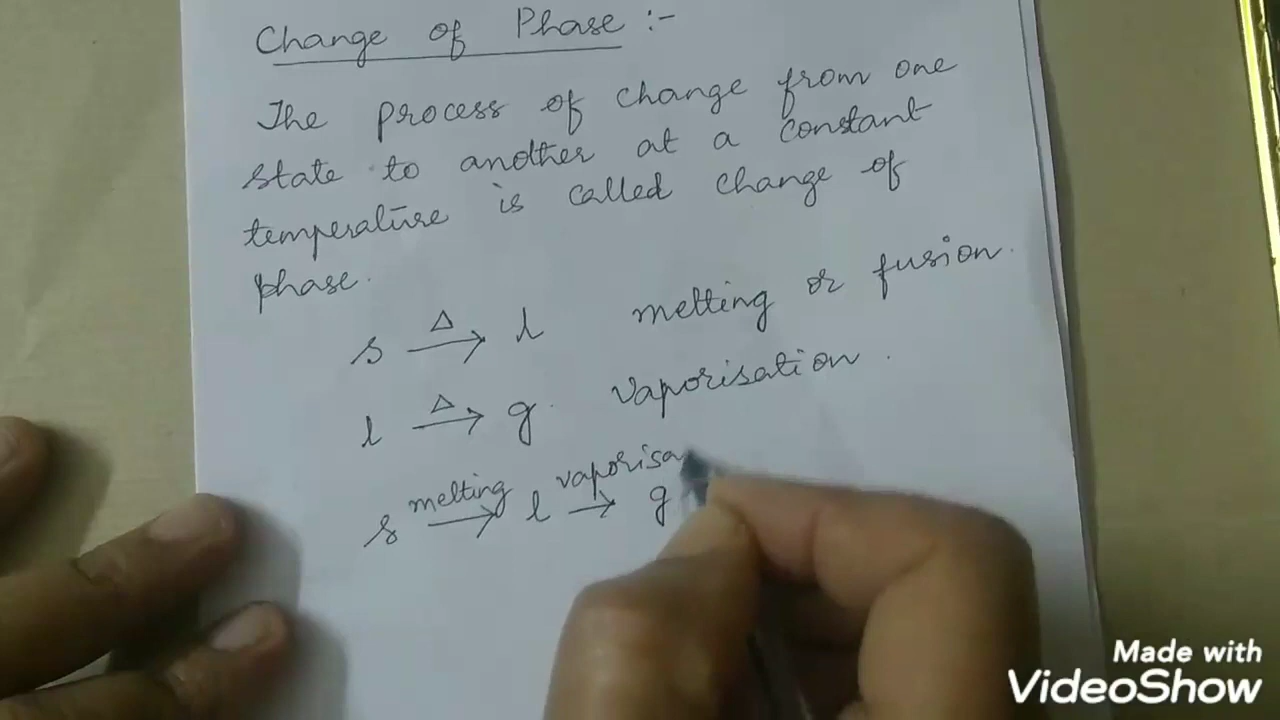 Change of Phase :-
The process of change from one
state to another at a constant
temperature is called change of
phase.
s Δ→ l melting or fusion.
l Δ→ g. vaporisation.
melting vaporisa
s → l → g
Made with
VideoShow